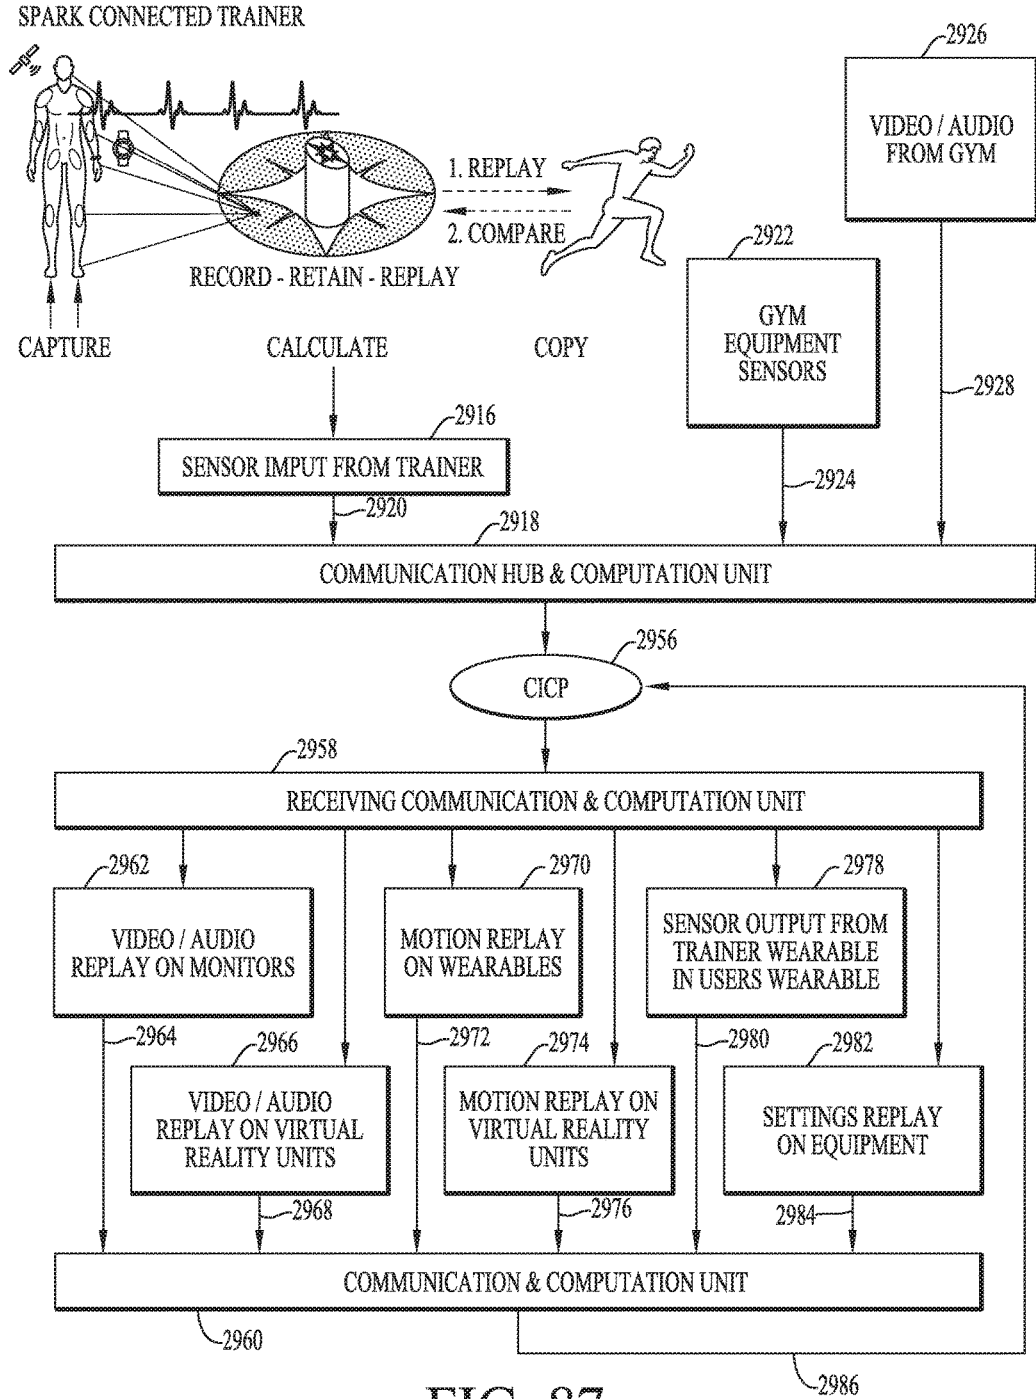 SPARK CONNECTED TRAINER
2926
VIDEO / AUDIO
FROM GYM
1. REPLAY
2. COMPARE
RECORD - RETAIN - REPLAY
2922
GYM
EQUIPMENT
SENSORS
CAPTURE
CALCULATE
COPY
2928
2916
SENSOR IMPUT FROM TRAINER
2924
2920
2918
COMMUNICATION HUB & COMPUTATION UNIT
2956
CICP
2958
RECEIVING COMMUNICATION & COMPUTATION UNIT
2962
VIDEO / AUDIO
REPLAY ON MONITORS
2970
MOTION REPLAY
ON WEARABLES
2978
SENSOR OUTPUT FROM
TRAINER WEARABLE
IN USERS WEARABLE
2964
2966
VIDEO / AUDIO
REPLAY ON VIRTUAL
REALITY UNITS
2972
2974
MOTION REPLAY ON
VIRTUAL REALITY
UNITS
2980
2982
SETTINGS REPLAY
ON EQUIPMENT
2968
2976
2984
COMMUNICATION & COMPUTATION UNIT
2960
2986
FIG. 87